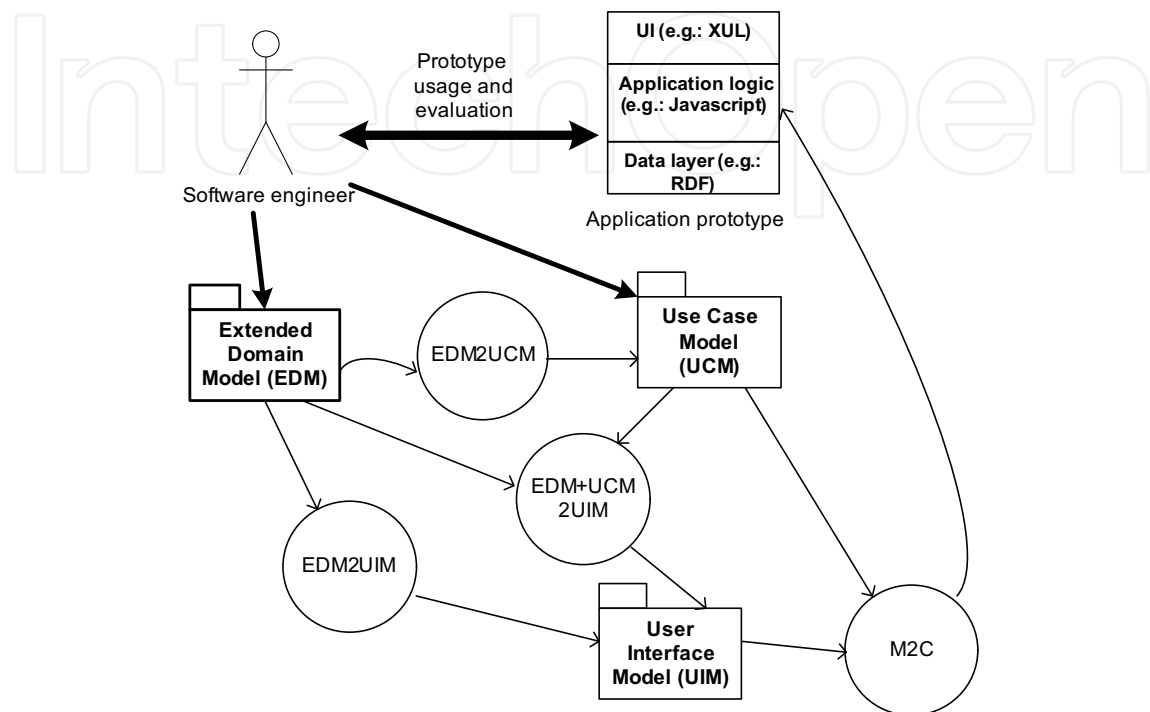 IntechOpen
UI (e.g.: XUL)
Prototype
usage and
evaluation
Application logic
(e.g.: Javascript)
Data layer (e.g.:
RDF)
Software engineer
Application prototype
Extended
Domain
Model (EDM)
EDM2UCM
Use Case
Model
(UCM)
EDM+UCM
2UIM
EDM2UIM
User
Interface
Model (UIM)
M2C